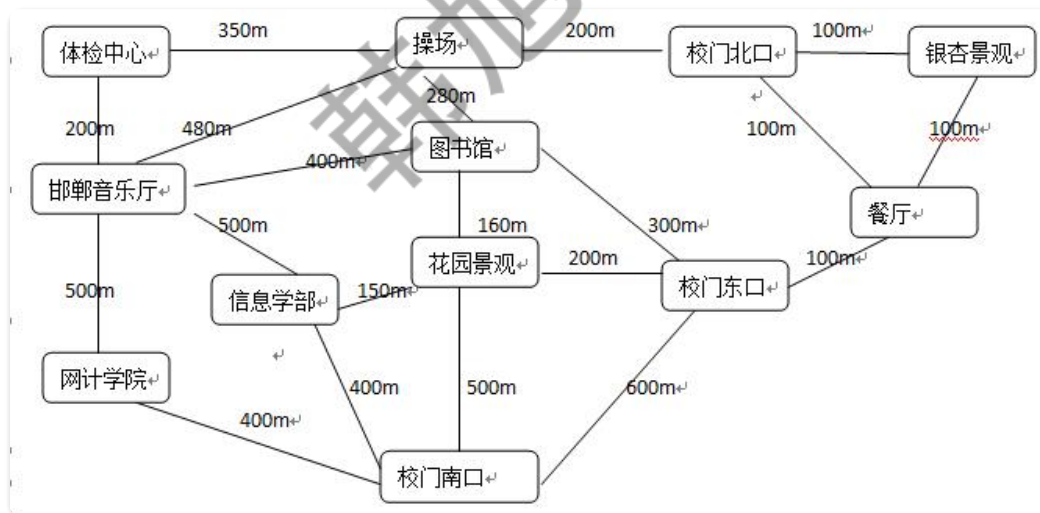 350m
200m
100m
体检中心
操场
校门北口
银杏景观
280m
200m
480m
100m
100m
图书馆
400m
邯郸音乐厅
餐厅
500m
160m
300m
花园景观
200m
100m
500m
信息学部
150m
校门东口
网计学院
400m
500m
600m
400m
校门南口
韩旭